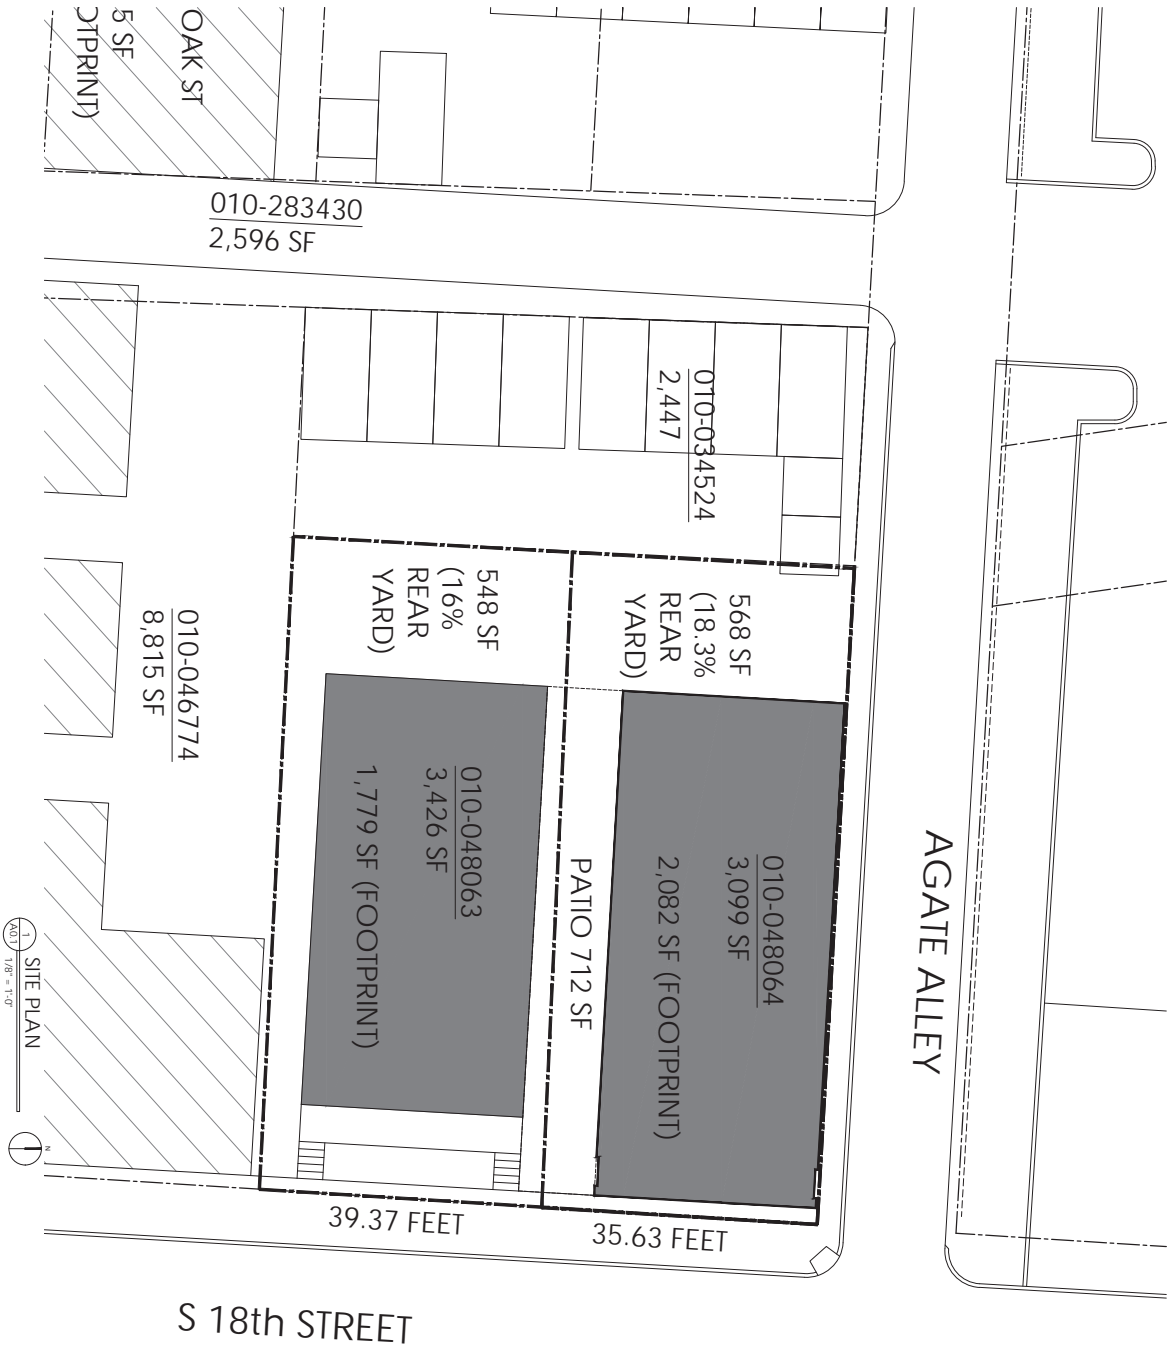 OAK ST
5 SF
OTPRINT)
010-283430
2,596 SF
010-034524
2,447
548 SF
(16%
REAR
YARD)
568 SF
(18.3%
REAR
YARD)
010-046774
8,815 SF
010-048063
3,426 SF
1,779 SF (FOOTPRINT)
PATIO 712 SF
010-048064
3,099 SF
2,082 SF (FOOTPRINT)
AGATE ALLEY
1
A0.1
SITE PLAN
1/8" = 1'-0"
N
39.37 FEET
35.63 FEET
S 18th STREET